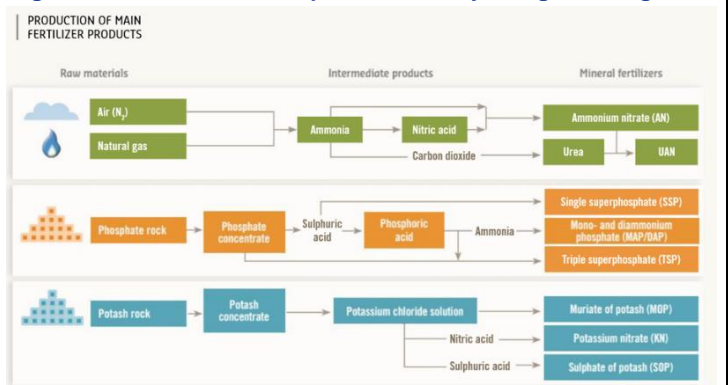 PRODUCTION OF MAIN
FERTILIZER PRODUCTS
Raw materials
Intermediate products
Mineral fertilizers
Air (N₂)
Natural gas
Ammonia
Nitric acid
Carbon dioxide
Ammonium nitrate (AN)
Urea
UAN
Phosphate rock
Phosphate
concentrate
Sulphuric
acid
Phosphoric
acid
Ammonia
Single superphosphate (SSP)
Mono- and diammonium
phosphate (MAP/DAP)
Triple superphosphate (TSP)
Potash rock
Potash
concentrate
Potassium chloride solution
Nitric acid
Sulphuric acid
Muriate of potash (MOP)
Potassium nitrate (KN)
Sulphate of potash (SOP)